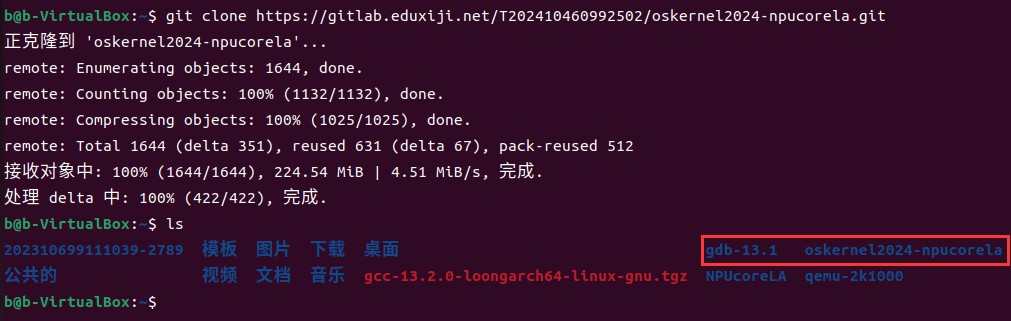 b@b-VirtualBox:~$ git clone https://gitlab.eduxiji.net/T202410460992502/oskernel2024-npucorela.git
正克隆到 'oskernel2024-npucorela'...
remote: Enumerating objects: 1644, done.
remote: Counting objects: 100% (1132/1132), done.
remote: Compressing objects: 100% (1025/1025), done.
remote: Total 1644 (delta 351), reused 631 (delta 67), pack-reused 512
接收对象中: 100% (1644/1644), 224.54 MiB | 4.51 MiB/s, 完成.
处理 delta 中: 100% (422/422), 完成.
b@b-VirtualBox:~$ ls
202310699111039-2789 模板 图片 下载 桌面 gdb-13.1 oskernel2024-npucorela
公共的 视频 文档 音乐 gcc-13.2.0-loongarch64-linux-gnu.tgz NPUcoreLA qemu-2k1000
b@b-VirtualBox:~$